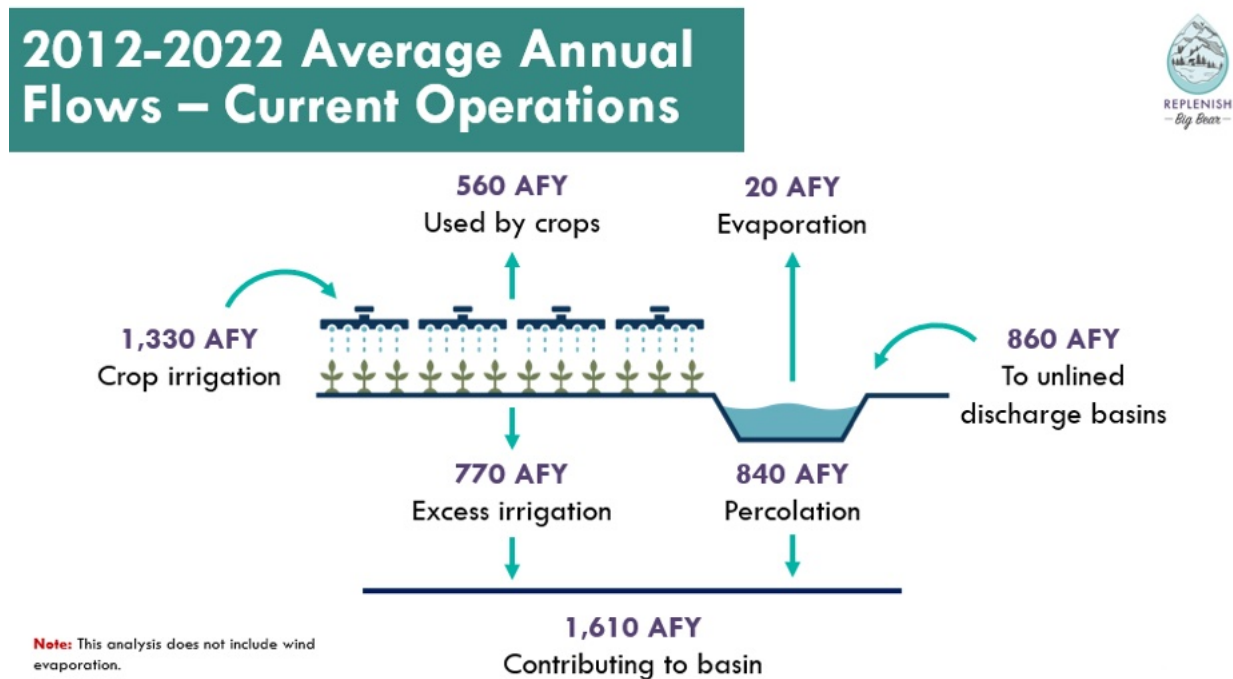 2012-2022 Average Annual
Flows – Current Operations
REPLENISH
Big Bear
560 AFY
Used by crops
20 AFY
Evaporation
1,330 AFY
Crop irrigation
860 AFY
To unlined
discharge basins
770 AFY
Excess irrigation
840 AFY
Percolation
1,610 AFY
Contributing to basin
Note: This analysis does not include wind
evaporation.